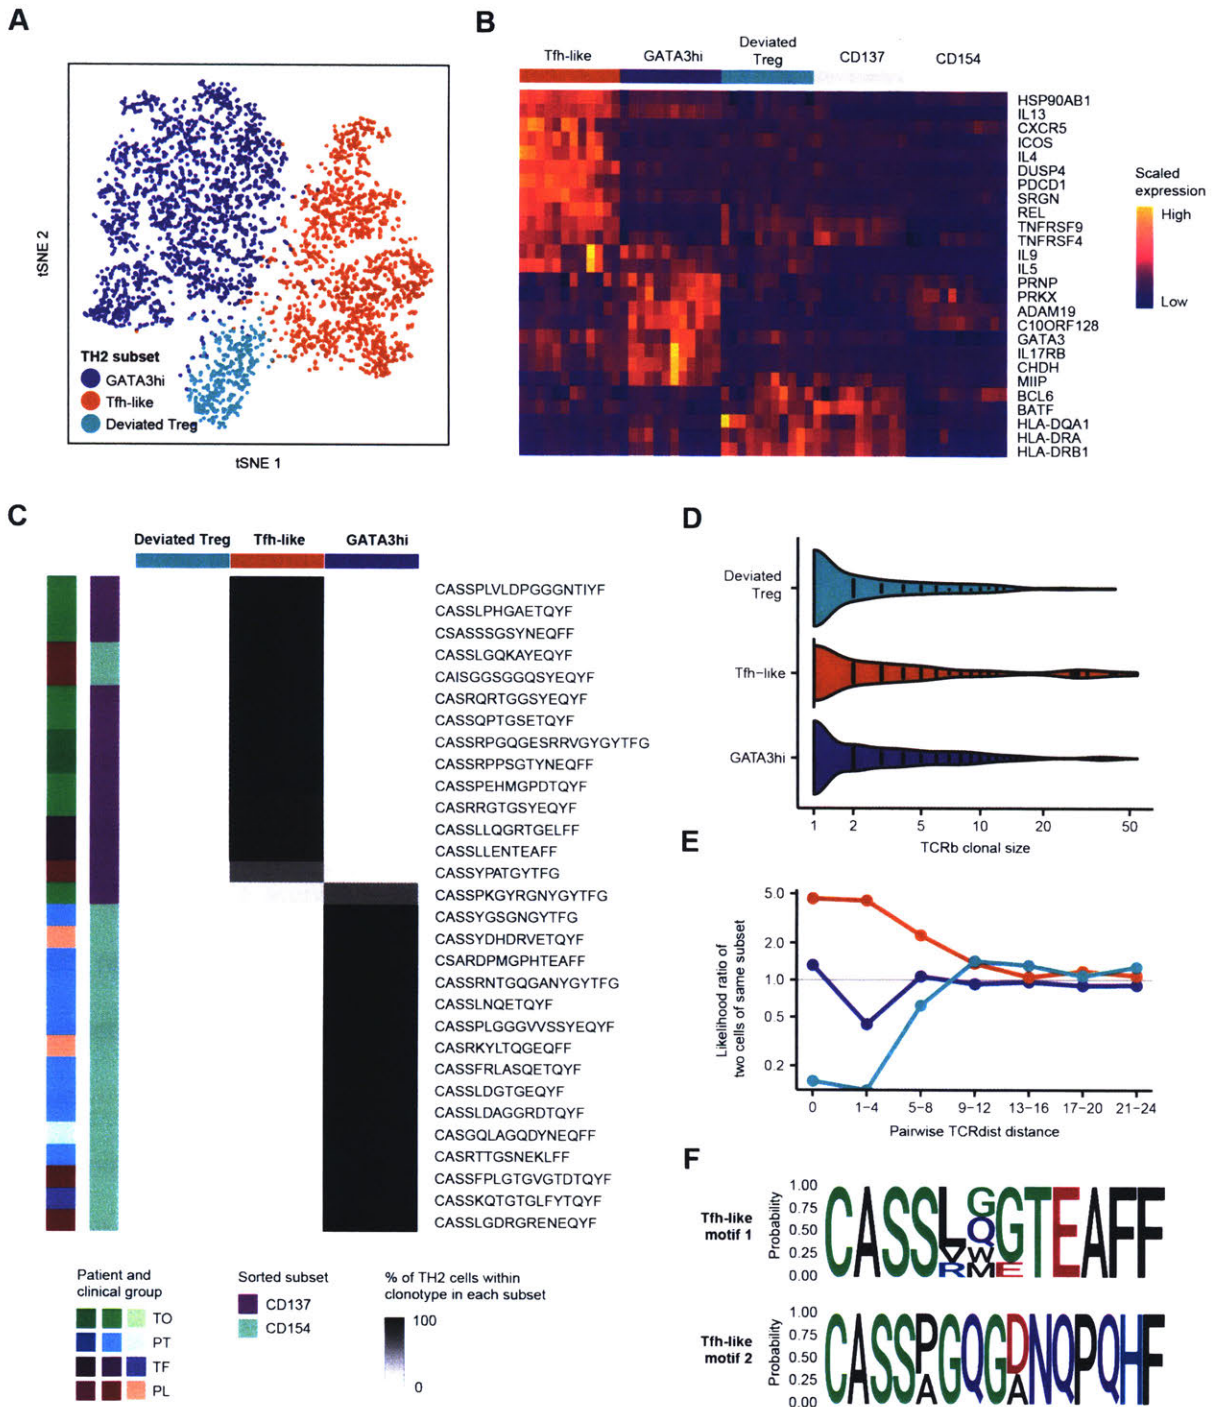 A
tSNE 2
TH2 subset
GATA3hi
Tfh-like
Deviated Treg
tSNE 1
B
Tfh-like
GATA3hi
Deviated
Treg
CD137
CD154
HSP90AB1
IL13
CXCR5
ICOS
IL4
DUSP4
PDCD1
SRGN
REL
TNFRSF9
TNFRSF4
IL9
IL5
PRNP
PRKX
ADAM19
C10ORF128
GATA3
IL17RB
CHDH
MIIP
BCL6
BATF
HLA-DQA1
HLA-DRA
HLA-DRB1
Scaled
expression
High
Low
C
Deviated Treg
Tfh-like
GATA3hi
CASSPLVLDPGGGNTIYF
CASSLPHGAETQYF
CSASSSGSYNEQFF
CASSLGQKAYEQYF
CAISGGSGGQSYEQYF
CASRQRTGGSYEQYF
CASSQPTGSETQYF
CASSRPGQGESRRVGYGYTFG
CASSRPPSGTYNEQFF
CASSPEHMGPDTQYF
CASRRGTGSYEQYF
CASSLLQGRTGELFF
CASSLLENTEAFF
CASSYPATGYTFG
CASSPKGYRGNYGYTFG
CASSYGSGNGYTFG
CASSYDHDRVETQYF
CSARDPMGPHTEAFF
CASSRNTGQGANYGYTFG
CASSLNQETQYF
CASSPLGGGVVSSYEQYF
CASRKYLTQGEQFF
CASSFRLASQETQYF
CASSLDGTGEQYF
CASSLDAGGRDTQYF
CASGQLAGQDYNEQFF
CASRTTGSNEKLFF
CASSFPLGTGVGTDTQYF
CASSKQTGTGLFYTQYF
CASSLGDRGRENEQYF
Patient and
clinical group
TO
PT
TF
PL
Sorted subset
CD137
CD154
% of TH2 cells within
clonotype in each subset
100
0
D
Deviated
Treg
Tfh-like
GATA3hi
1 2 5 10 20 50
TCRb clonal size
E
Likelihood ratio of
two cells of same subset
5.0
2.0
1.0
0.5
0.2
0 1-4 5-8 9-12 13-16 17-20 21-24
Pairwise TCRdist distance
F
Tfh-like
motif 1
Probability
1.00
0.75
0.50
0.25
0.00
CASSLGGTEAFF
VQE
RW
M
Tfh-like
motif 2
Probability
1.00
0.75
0.50
0.25
0.00
CASSPGQGDNQPQHF
A A